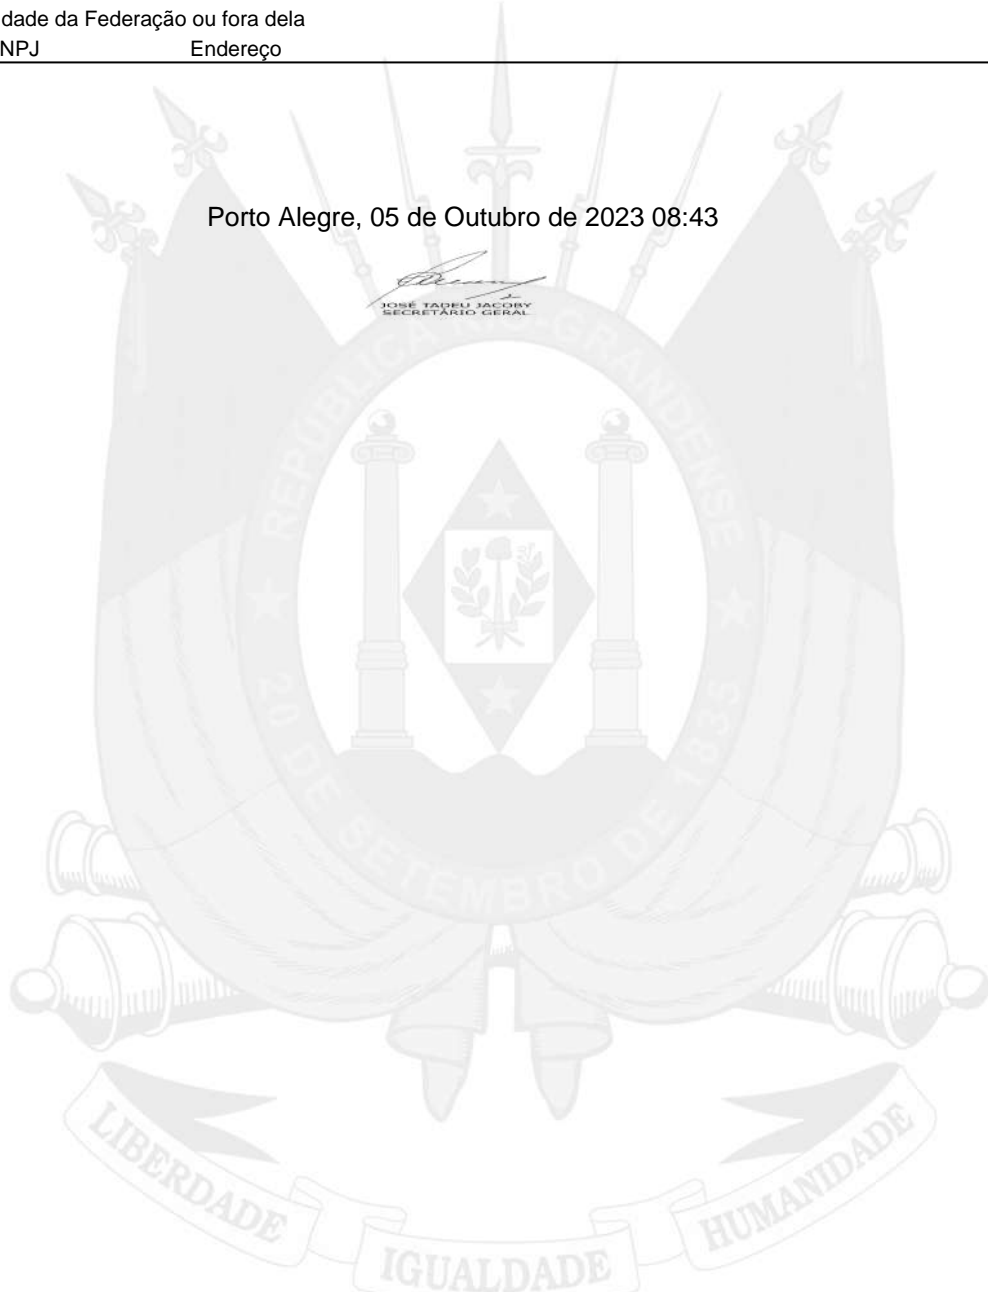 dade da Federação ou fora dela
NPJ Endereço
Porto Alegre, 05 de Outubro de 2023 08:43
JOSÉ TADEU JACOBY
SECRETÁRIO GERAL
REPÚBLICA RIO-GRANDENSE
20 DE SETEMBRO DE 1835
LIBERDADE
IGUALDADE
HUMANIDADE